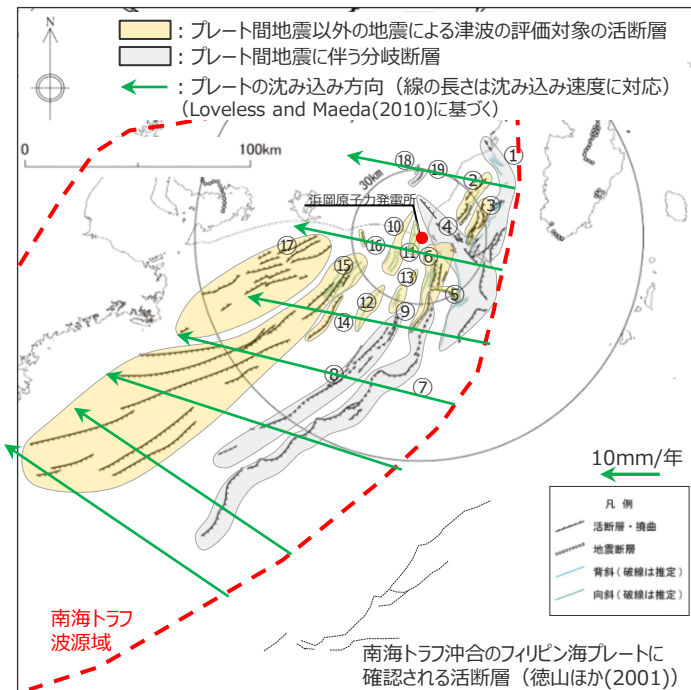 ：プレート間地震以外の地震による津波の評価対象の活断層
：プレート間地震に伴う分岐断層
：プレートの沈み込み方向（線の長さは沈み込み速度に対応）
（Loveless and Maeda(2010)に基づく）
N
0
100km
30km
浜岡原子力発電所
①
⑱
⑲
②
③
④
⑩
⑯
⑪
⑥
⑰
⑮
⑬
⑤
⑫
⑨
⑭
⑧
⑦
10mm/年
凡 例
活断層・撓曲
地震断層
背斜（破線は推定）
向斜（破線は推定）
南海トラフ
波源域
南海トラフ沖合のフィリピン海プレートに
確認される活断層（徳山ほか(2001)）